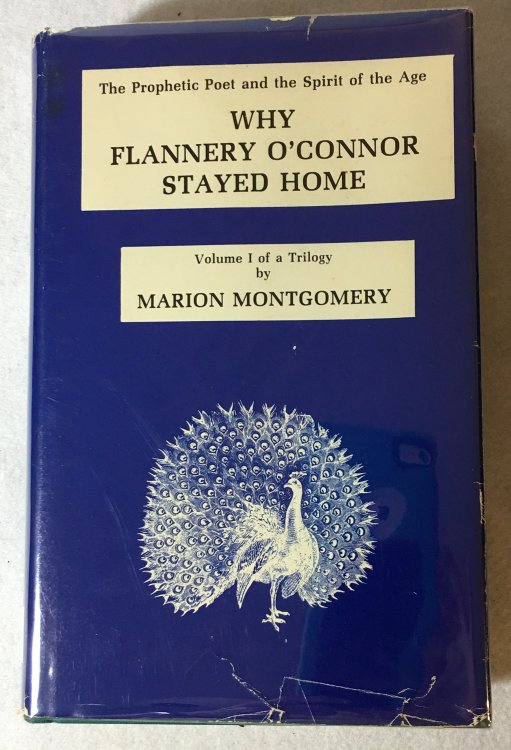 The Prophetic Poet and the Spirit of the Age
WHY
FLANNERY O'CONNOR
STAYED HOME
Volume I of a Trilogy
by
MARION MONTGOMERY